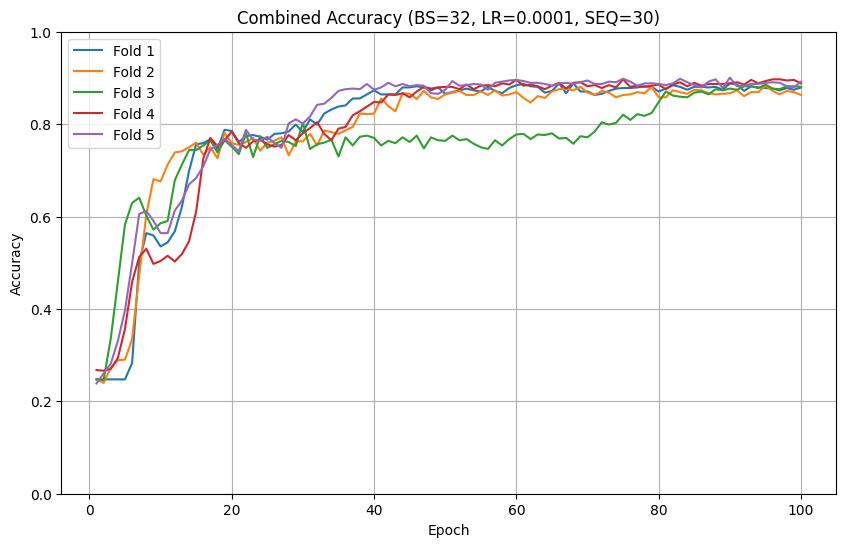 Combined Accuracy (BS=32, LR=0.0001, SEQ=30)
Fold 1
Fold 2
Fold 3
Fold 4
Fold 5
Accuracy
1.0
0.8
0.6
0.4
0.2
0.0
0 20 40 60 80 100
Epoch